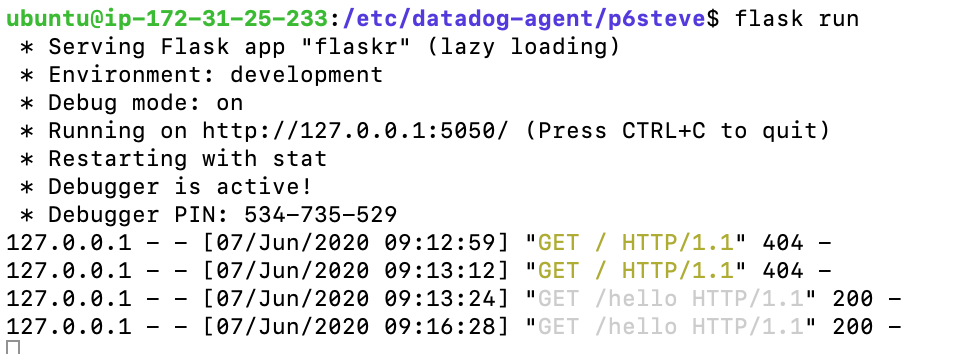 ubuntu@ip-172-31-25-233:/etc/datadog-agent/p6steve$ flask run
 * Serving Flask app "flaskr" (lazy loading)
 * Environment: development
 * Debug mode: on
 * Running on http://127.0.0.1:5050/ (Press CTRL+C to quit)
 * Restarting with stat
 * Debugger is active!
 * Debugger PIN: 534-735-529
127.0.0.1 - - [07/Jun/2020 09:12:59] "GET / HTTP/1.1" 404 -
127.0.0.1 - - [07/Jun/2020 09:13:12] "GET / HTTP/1.1" 404 -
127.0.0.1 - - [07/Jun/2020 09:13:24] "GET /hello HTTP/1.1" 200 -
127.0.0.1 - - [07/Jun/2020 09:16:28] "GET /hello HTTP/1.1" 200 -